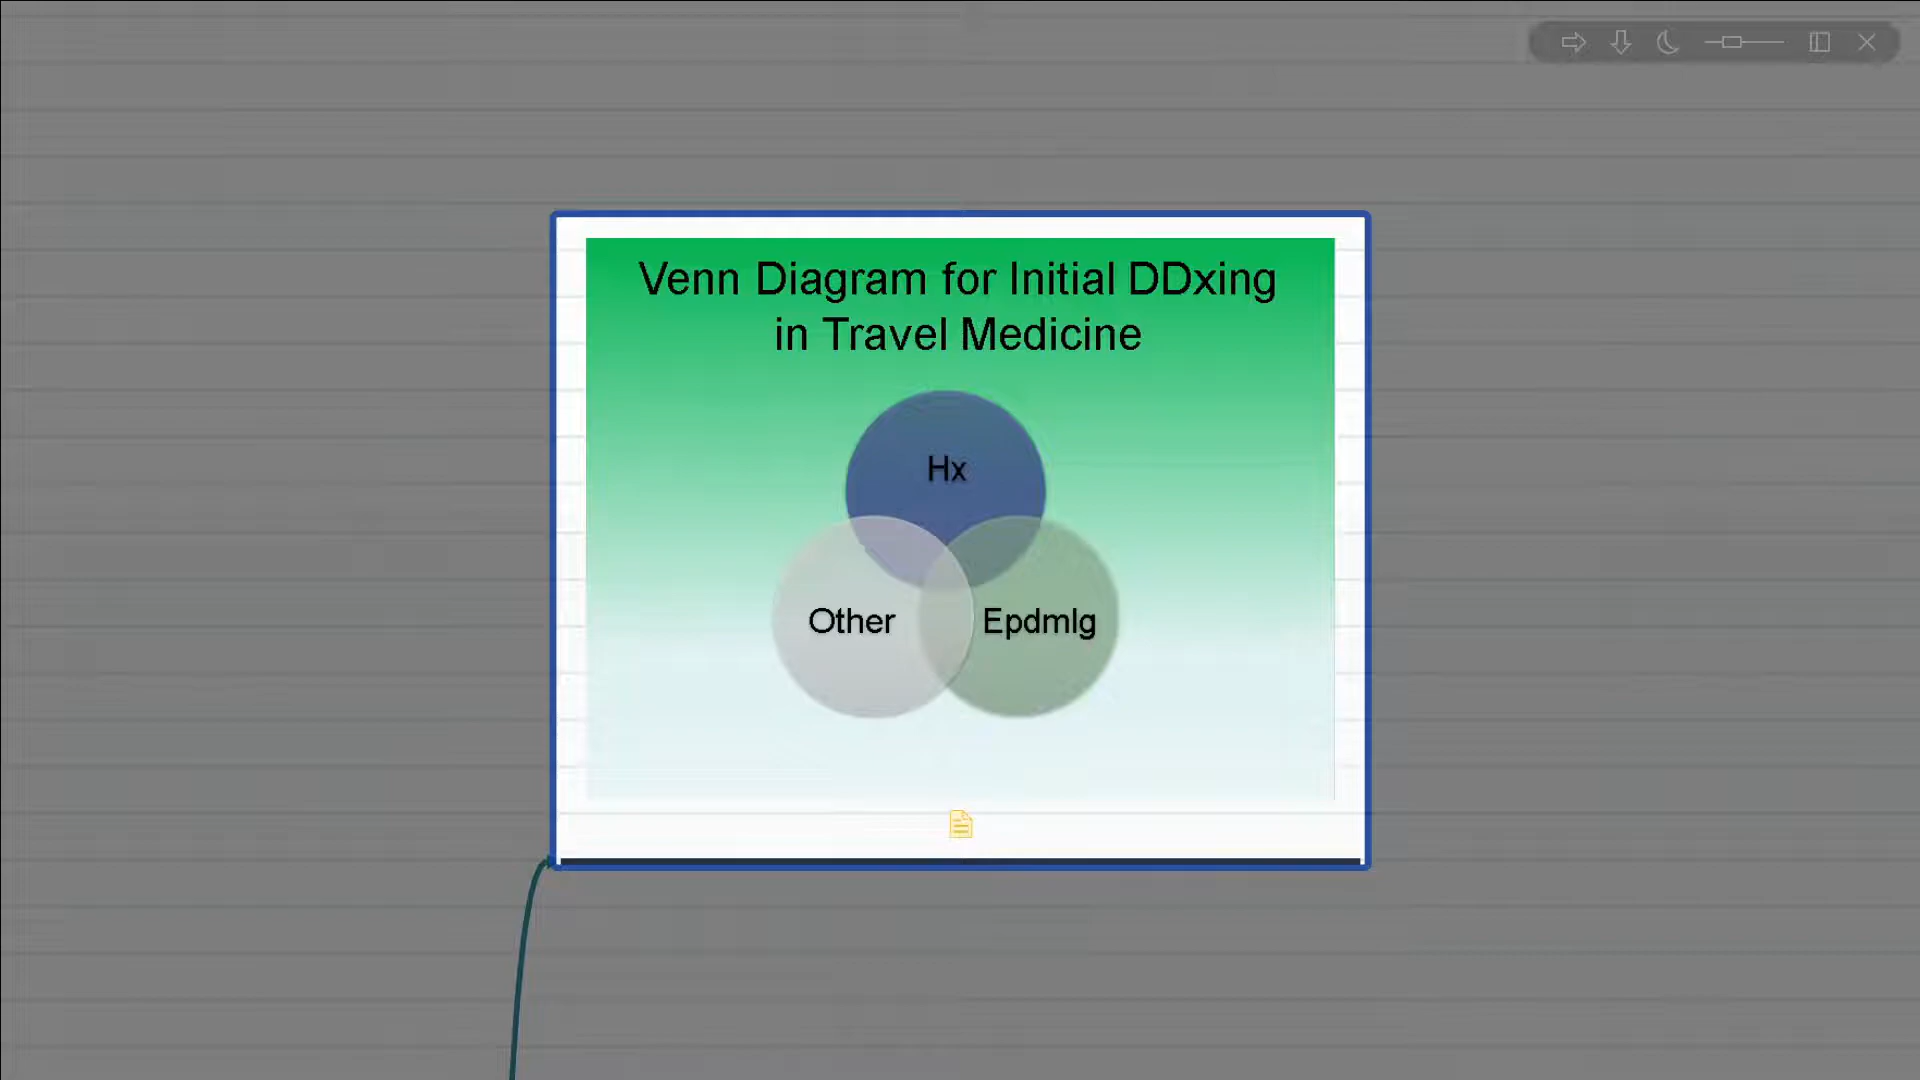 Venn Diagram for Initial DDxing
in Travel Medicine
Hx
Other
Epdmlg